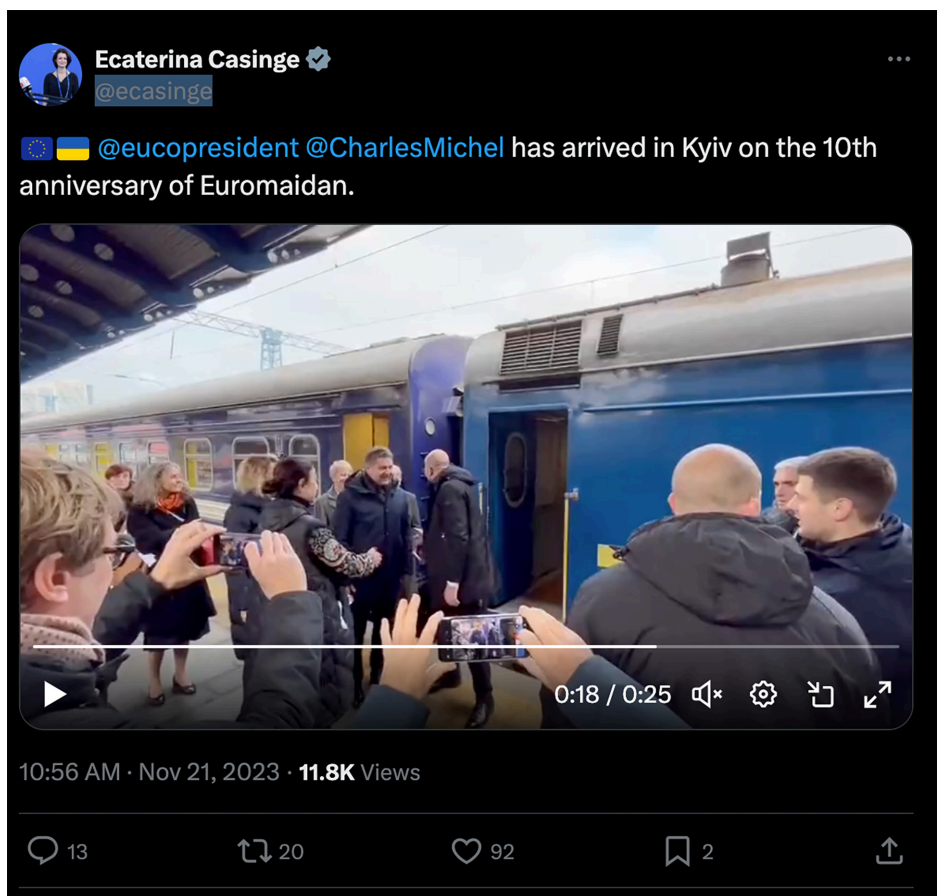 Ecaterina Casinge
@ecasinge
🇪🇺🇺🇦 @eucopresident @CharlesMichel has arrived in Kyiv on the 10th
anniversary of Euromaidan.
0:18 / 0:25
10:56 AM · Nov 21, 2023 · 11.8K Views
13 20 92 2